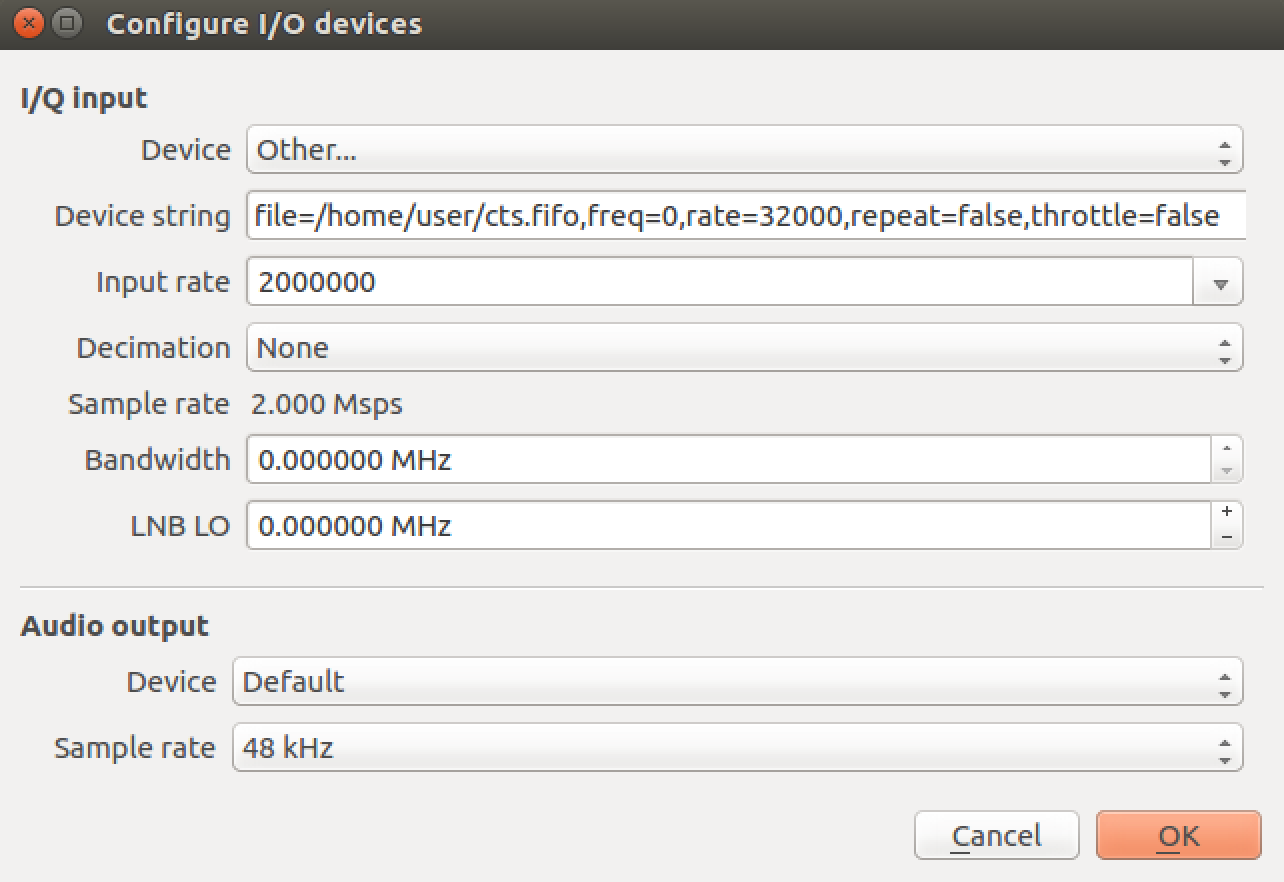 Configure I/O devices
I/Q input
Device Other...
Device string file=/home/user/cts.fifo,freq=0,rate=32000,repeat=false,throttle=false
Input rate 2000000
Decimation None
Sample rate 2.000 Msps
Bandwidth 0.000000 MHz
LNB LO 0.000000 MHz
Audio output
Device Default
Sample rate 48 kHz
Cancel OK